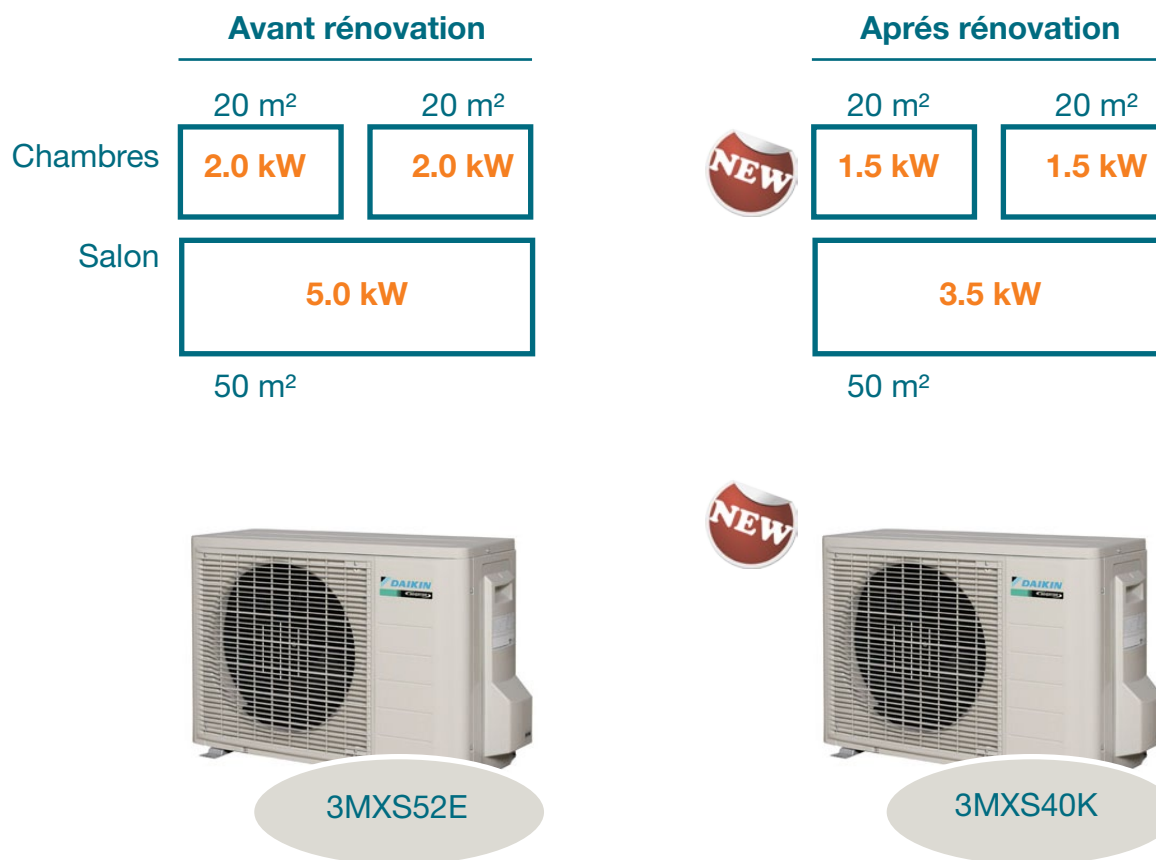 Avant rénovation
Aprés rénovation
20 m²
20 m²
20 m²
20 m²
Chambres
2.0 kW
2.0 kW
NEW
1.5 kW
1.5 kW
Salon
5.0 kW
3.5 kW
50 m²
50 m²
NEW
DAIKIN
DAIKIN
3MXS52E
3MXS40K